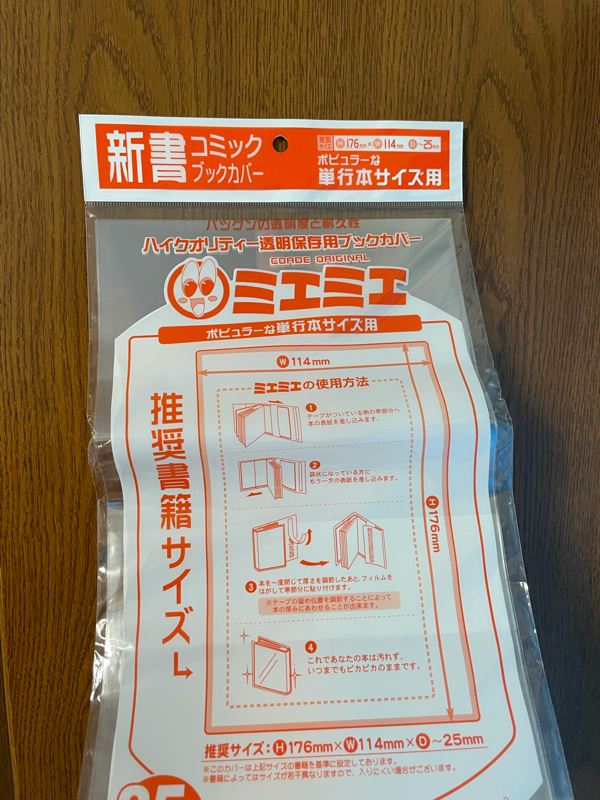 新書 コミック
ブックカバー
推奨サイズ H176mm×W114mm D〜25mm
ポピュラーな
単行本サイズ用
バツグンの透明度と耐久性
ハイクオリティー透明保存用ブックカバー
COADE ORIGINAL
ミエミエ
ポピュラーな単行本サイズ用
推奨書籍サイズ
W114mm
H176mm
ミエミエの使用方法
1
テープがついている側の帯部分へ
本の表紙を差し込みます。
2
袋状になっている方に
もう一方の表紙を差し込みます。
3 本を一度閉じて厚さを調節したあと、フィルムを
はがして帯部分に貼り付けます。
※テープの留め位置を調節することによって
本の厚みにあわせることが出来ます。
4
これであなたの本は汚れず、
いつまでもピカピカのままです。
推奨サイズ：H176mm×W114mm×D〜25mm
※このカバーは上記サイズの書籍を基準に設定しております。
※書籍によってはサイズが若干異なりますので、入りにくい場合がございます。